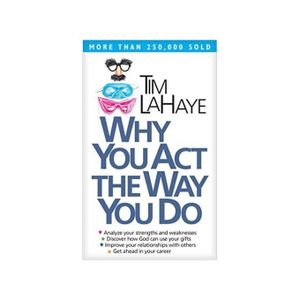 MORE THAN 250,000 SOLD
TIM
LAHAYE
WHY
YOU ACT
THE WAY
YOU DO
Analyze your strengths and weaknesses
Discover how God can use your gifts
Improve your relationships with others
Get ahead in your career